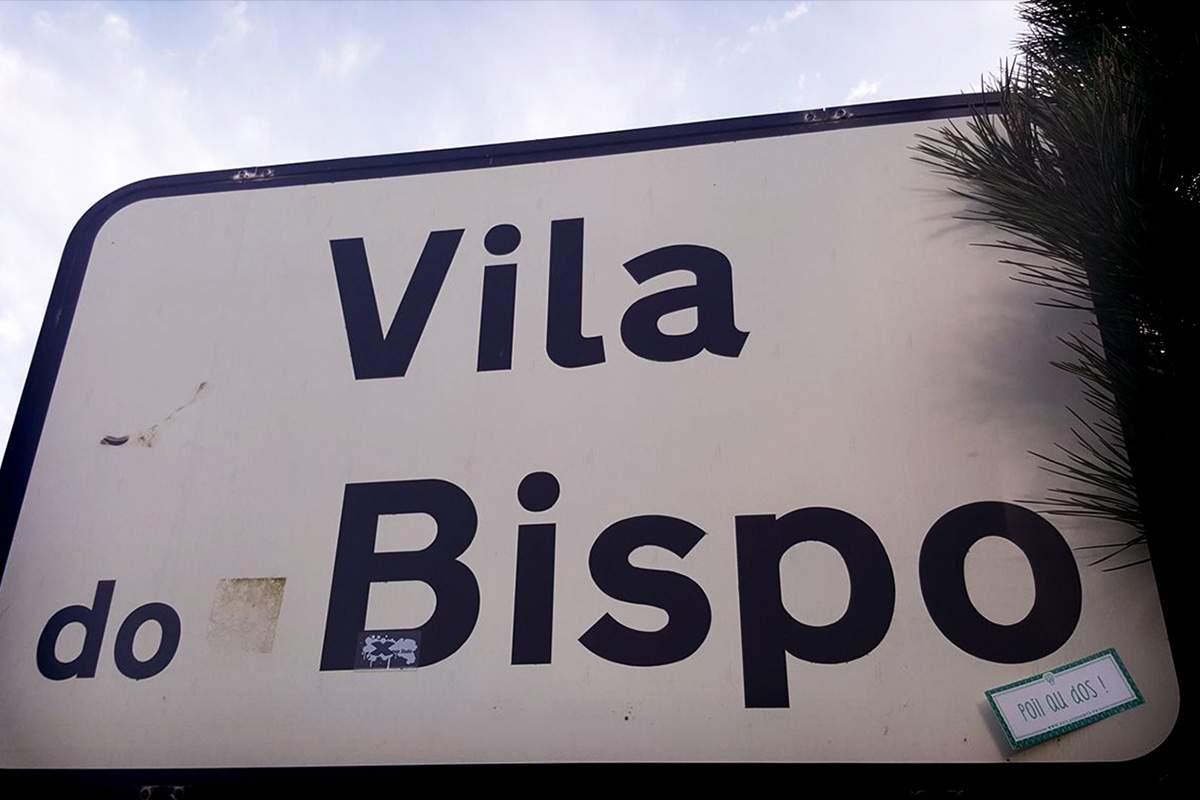 Vila
do Bispo
poil au dos !